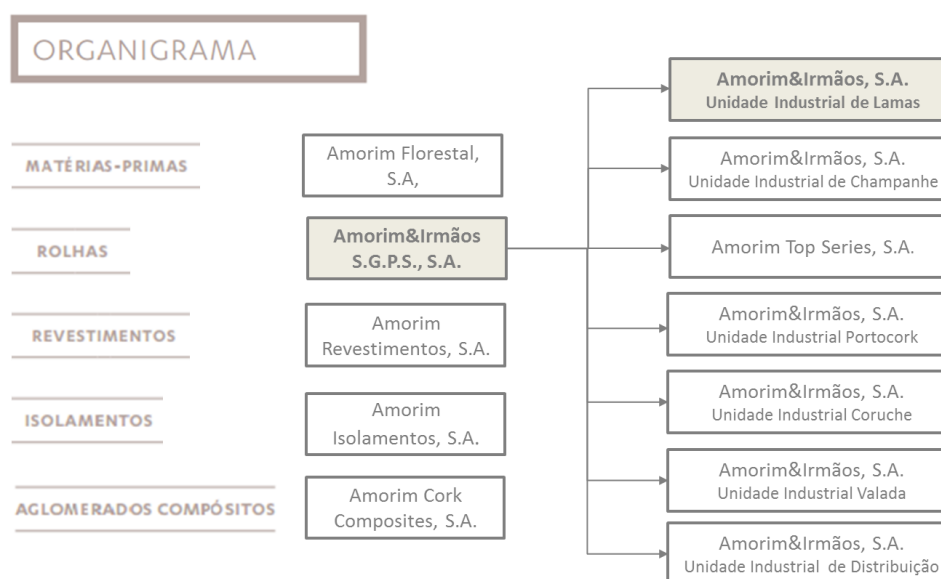 ORGANIGRAMA
MATÉRIAS-PRIMAS
Amorim Florestal,
S.A,
ROLHAS
Amorim&Irmãos
S.G.P.S., S.A.
REVESTIMENTOS
Amorim
Revestimentos, S.A.
ISOLAMENTOS
Amorim
Isolamentos, S.A.
AGLOMERADOS COMPÓSITOS
Amorim Cork
Composites, S.A.
Amorim&Irmãos, S.A.
Unidade Industrial de Lamas
Amorim&Irmãos, S.A.
Unidade Industrial de Champanhe
Amorim Top Series, S.A.
Amorim&Irmãos, S.A.
Unidade Industrial Portocork
Amorim&Irmãos, S.A.
Unidade Industrial Coruche
Amorim&Irmãos, S.A.
Unidade Industrial Valada
Amorim&Irmãos, S.A.
Unidade Industrial de Distribuição